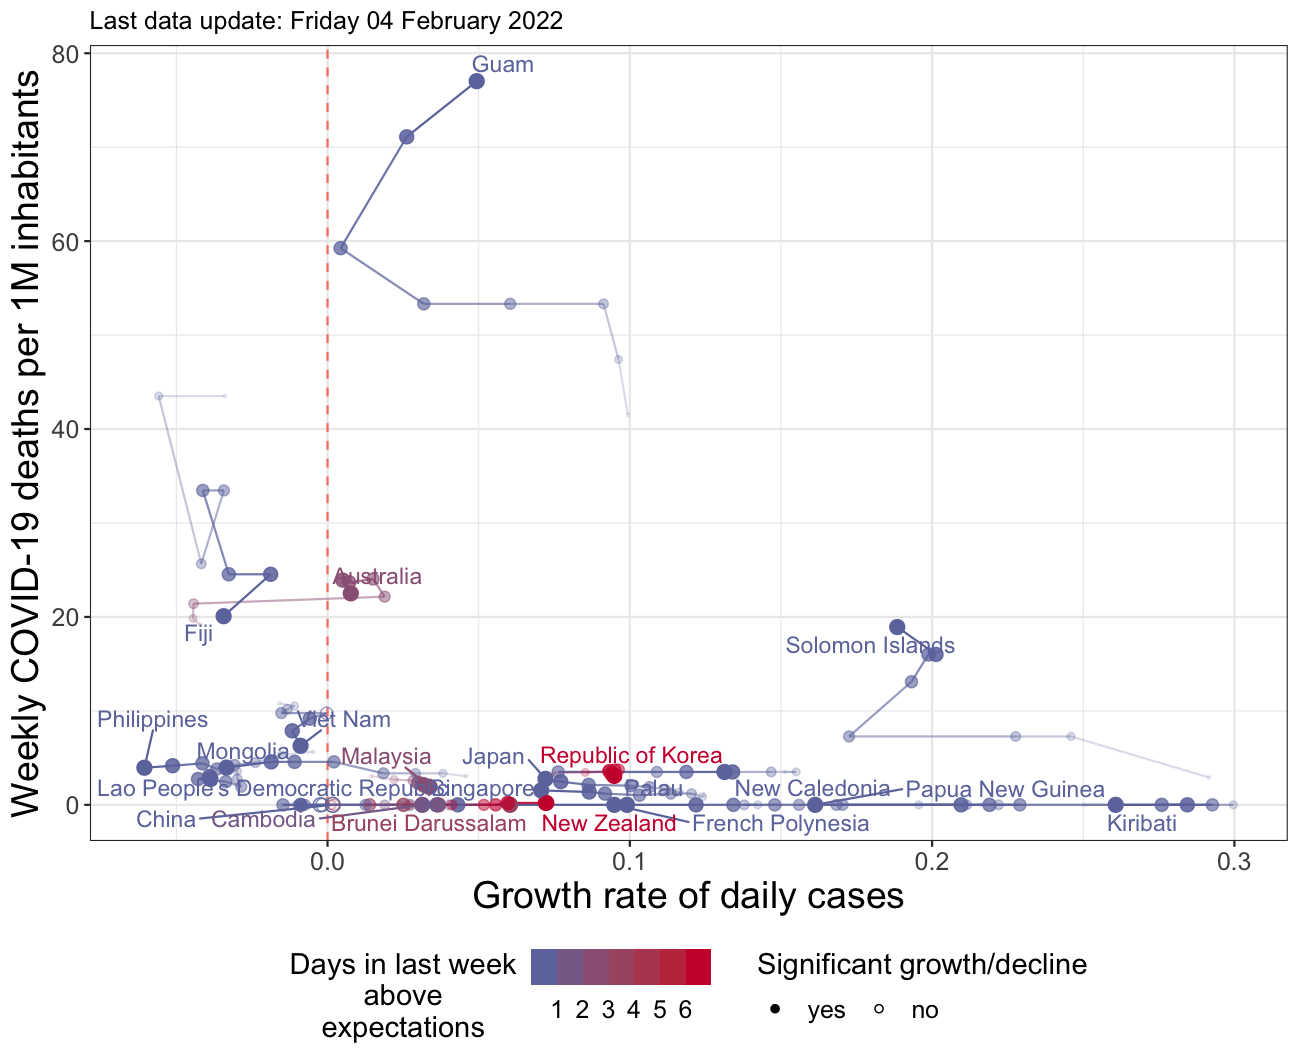 Last data update: Friday 04 February 2022
Weekly COVID-19 deaths per 1M inhabitants
80
60
40
20
0
Guam
Australia
Fiji
Solomon Islands
Philippines
Viet Nam
Mongolia
Malaysia
Japan
Republic of Korea
Lao People's Democratic Republic
Singapore
Palau
New Caledonia
Papua New Guinea
China
Cambodia
Brunei Darussalam
New Zealand
French Polynesia
Kiribati
0.0
0.1
0.2
0.3
Growth rate of daily cases
Days in last week
above
expectations
1 2 3 4 5 6
Significant growth/decline
yes
no